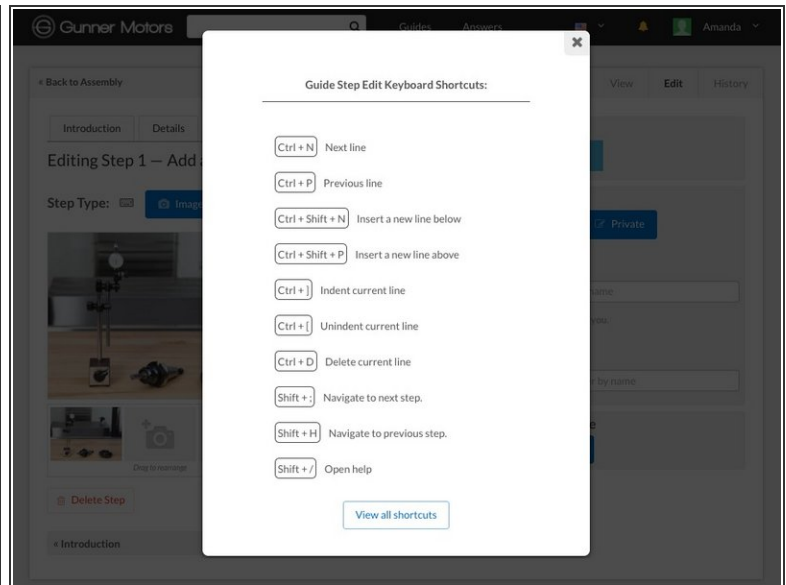 Gunner Motors
Guides
Answers
Amanda
« Back to Assembly
View
Edit
History
Introduction
Details
Editing Step 1 — Add
Step Type:
Image
Private
name
you
r by name
Drag to rearrange
Delete Step
« Introduction
Guide Step Edit Keyboard Shortcuts:
Ctrl + N Next line
Ctrl + P Previous line
Ctrl + Shift + N Insert a new line below
Ctrl + Shift + P Insert a new line above
Ctrl + ] Indent current line
Ctrl + [ Unindent current line
Ctrl + D Delete current line
Shift + ; Navigate to next step.
Shift + H Navigate to previous step.
Shift + / Open help
View all shortcuts